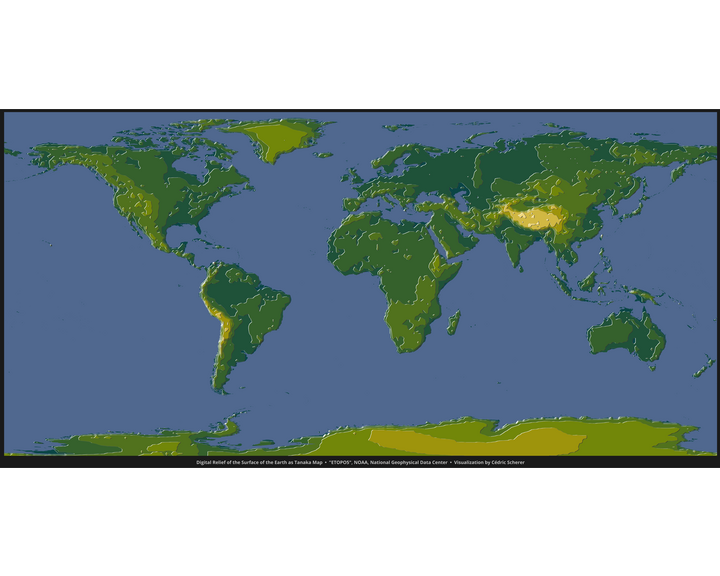 Digital Relief of the Surface of the Earth as Tanaka Map • "ETOPO5", NOAA, National Geophysical Data Center • Visualization by Cédric Scherer